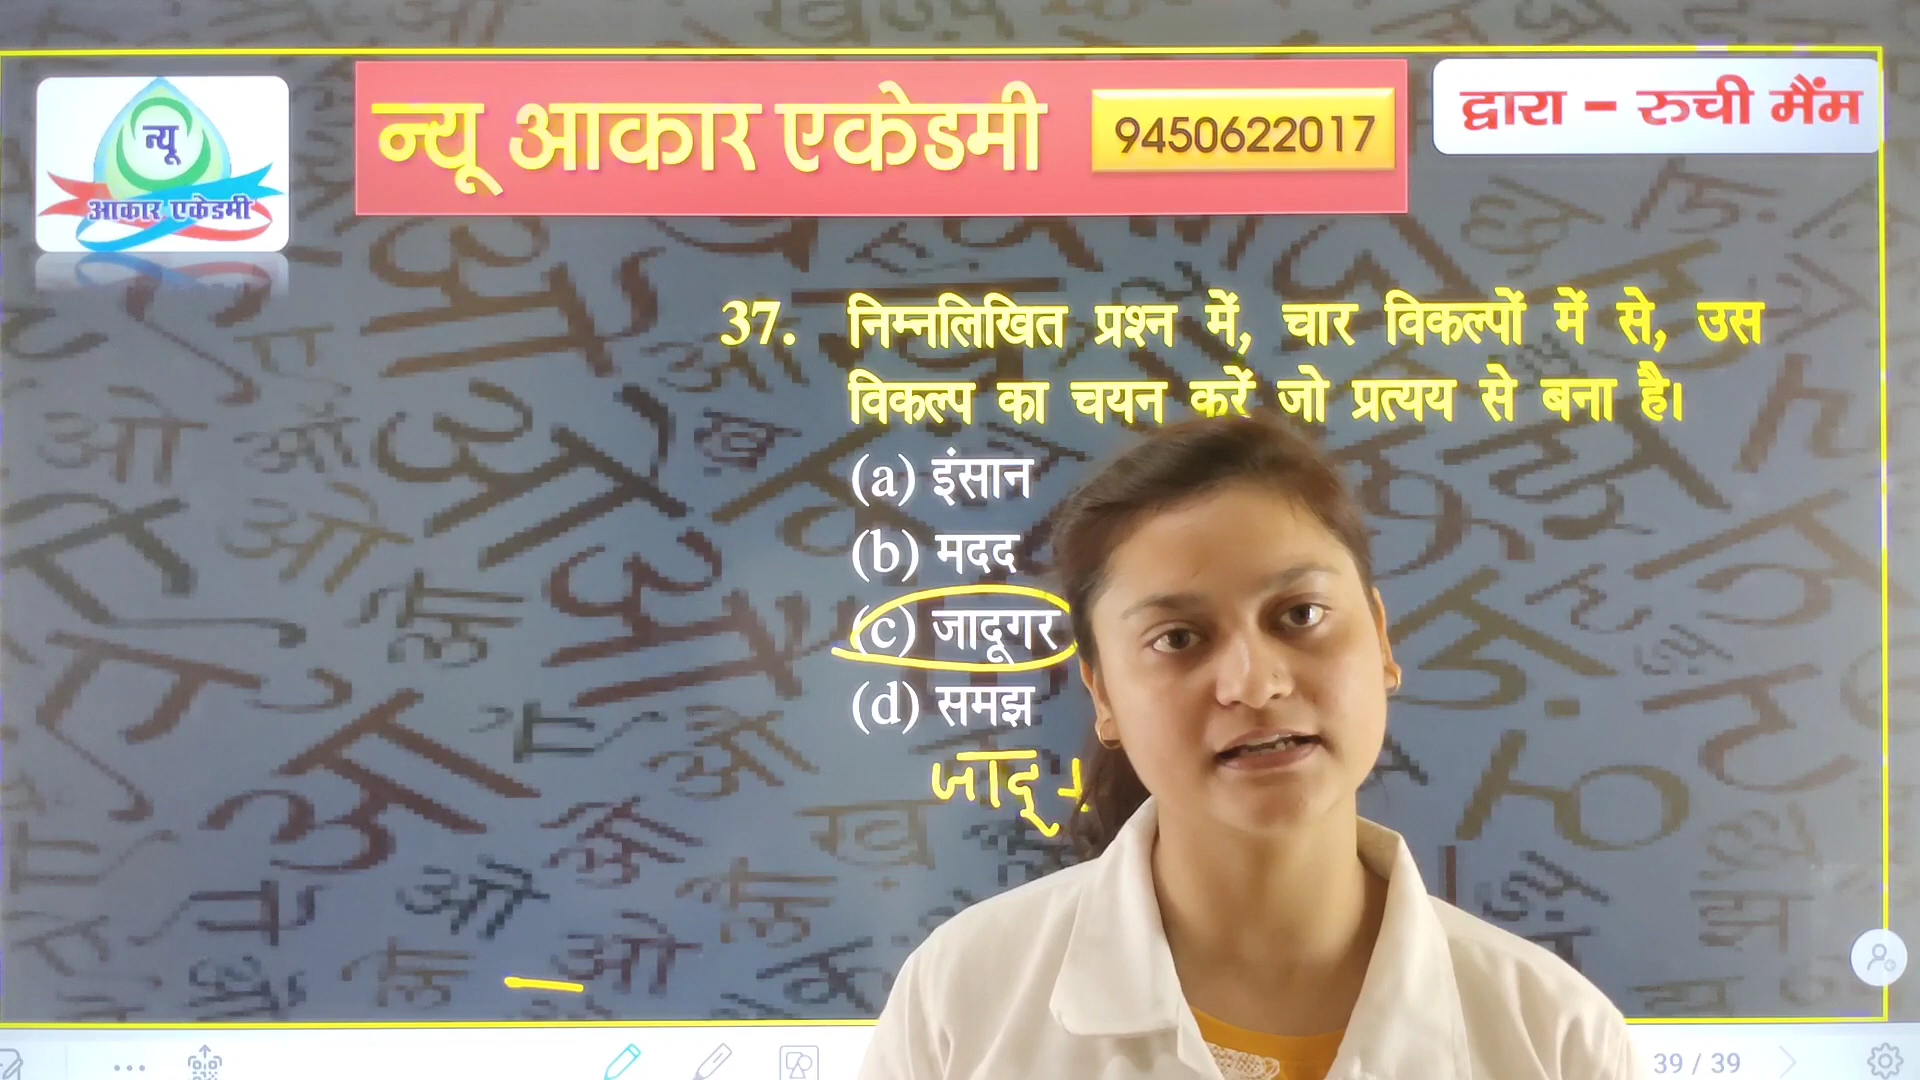 न्यू
आकार एकेडमी
न्यू आकार एकेडमी
9450622017
द्वारा – रुची मैंम
37. निम्नलिखित प्रश्न में, चार विकल्पों में से, उस
विकल्प का चयन करें जो प्रत्यय से बना है।
(a) इंसान
(b) मदद
(c) जादूगर
(d) समझ
जादू +
39 / 39